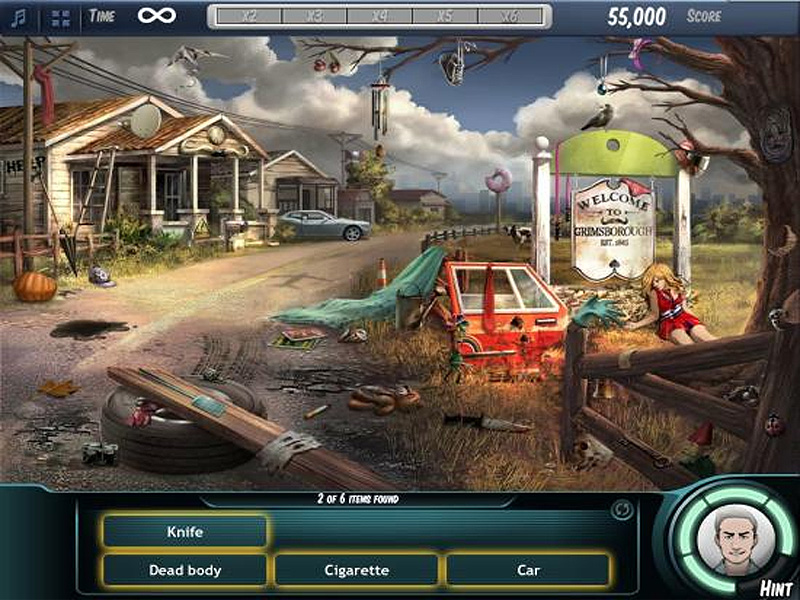 TIME ∞ X2 X3 X4 X5 X6 55,000 SCORE
HELP
WELCOME
TO
GRIMSBOROUGH
EST. 1845
2 OF 6 ITEMS FOUND
Knife
Dead body Cigarette Car
HINT